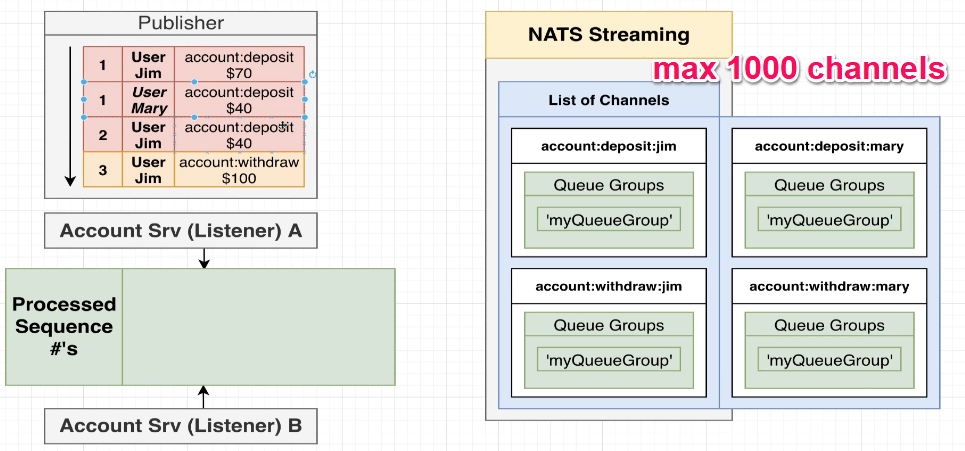 Publisher
1 User Jim account:deposit $70
1 User Mary account:deposit $40
2 User Jim account:deposit $40
3 User Jim account:withdraw $100
Account Srv (Listener) A
Processed
Sequence
#'s
Account Srv (Listener) B
NATS Streaming
max 1000 channels
List of Channels
account:deposit:jim
Queue Groups
'myQueueGroup'
account:deposit:mary
Queue Groups
'myQueueGroup'
account:withdraw:jim
Queue Groups
'myQueueGroup'
account:withdraw:mary
Queue Groups
'myQueueGroup'